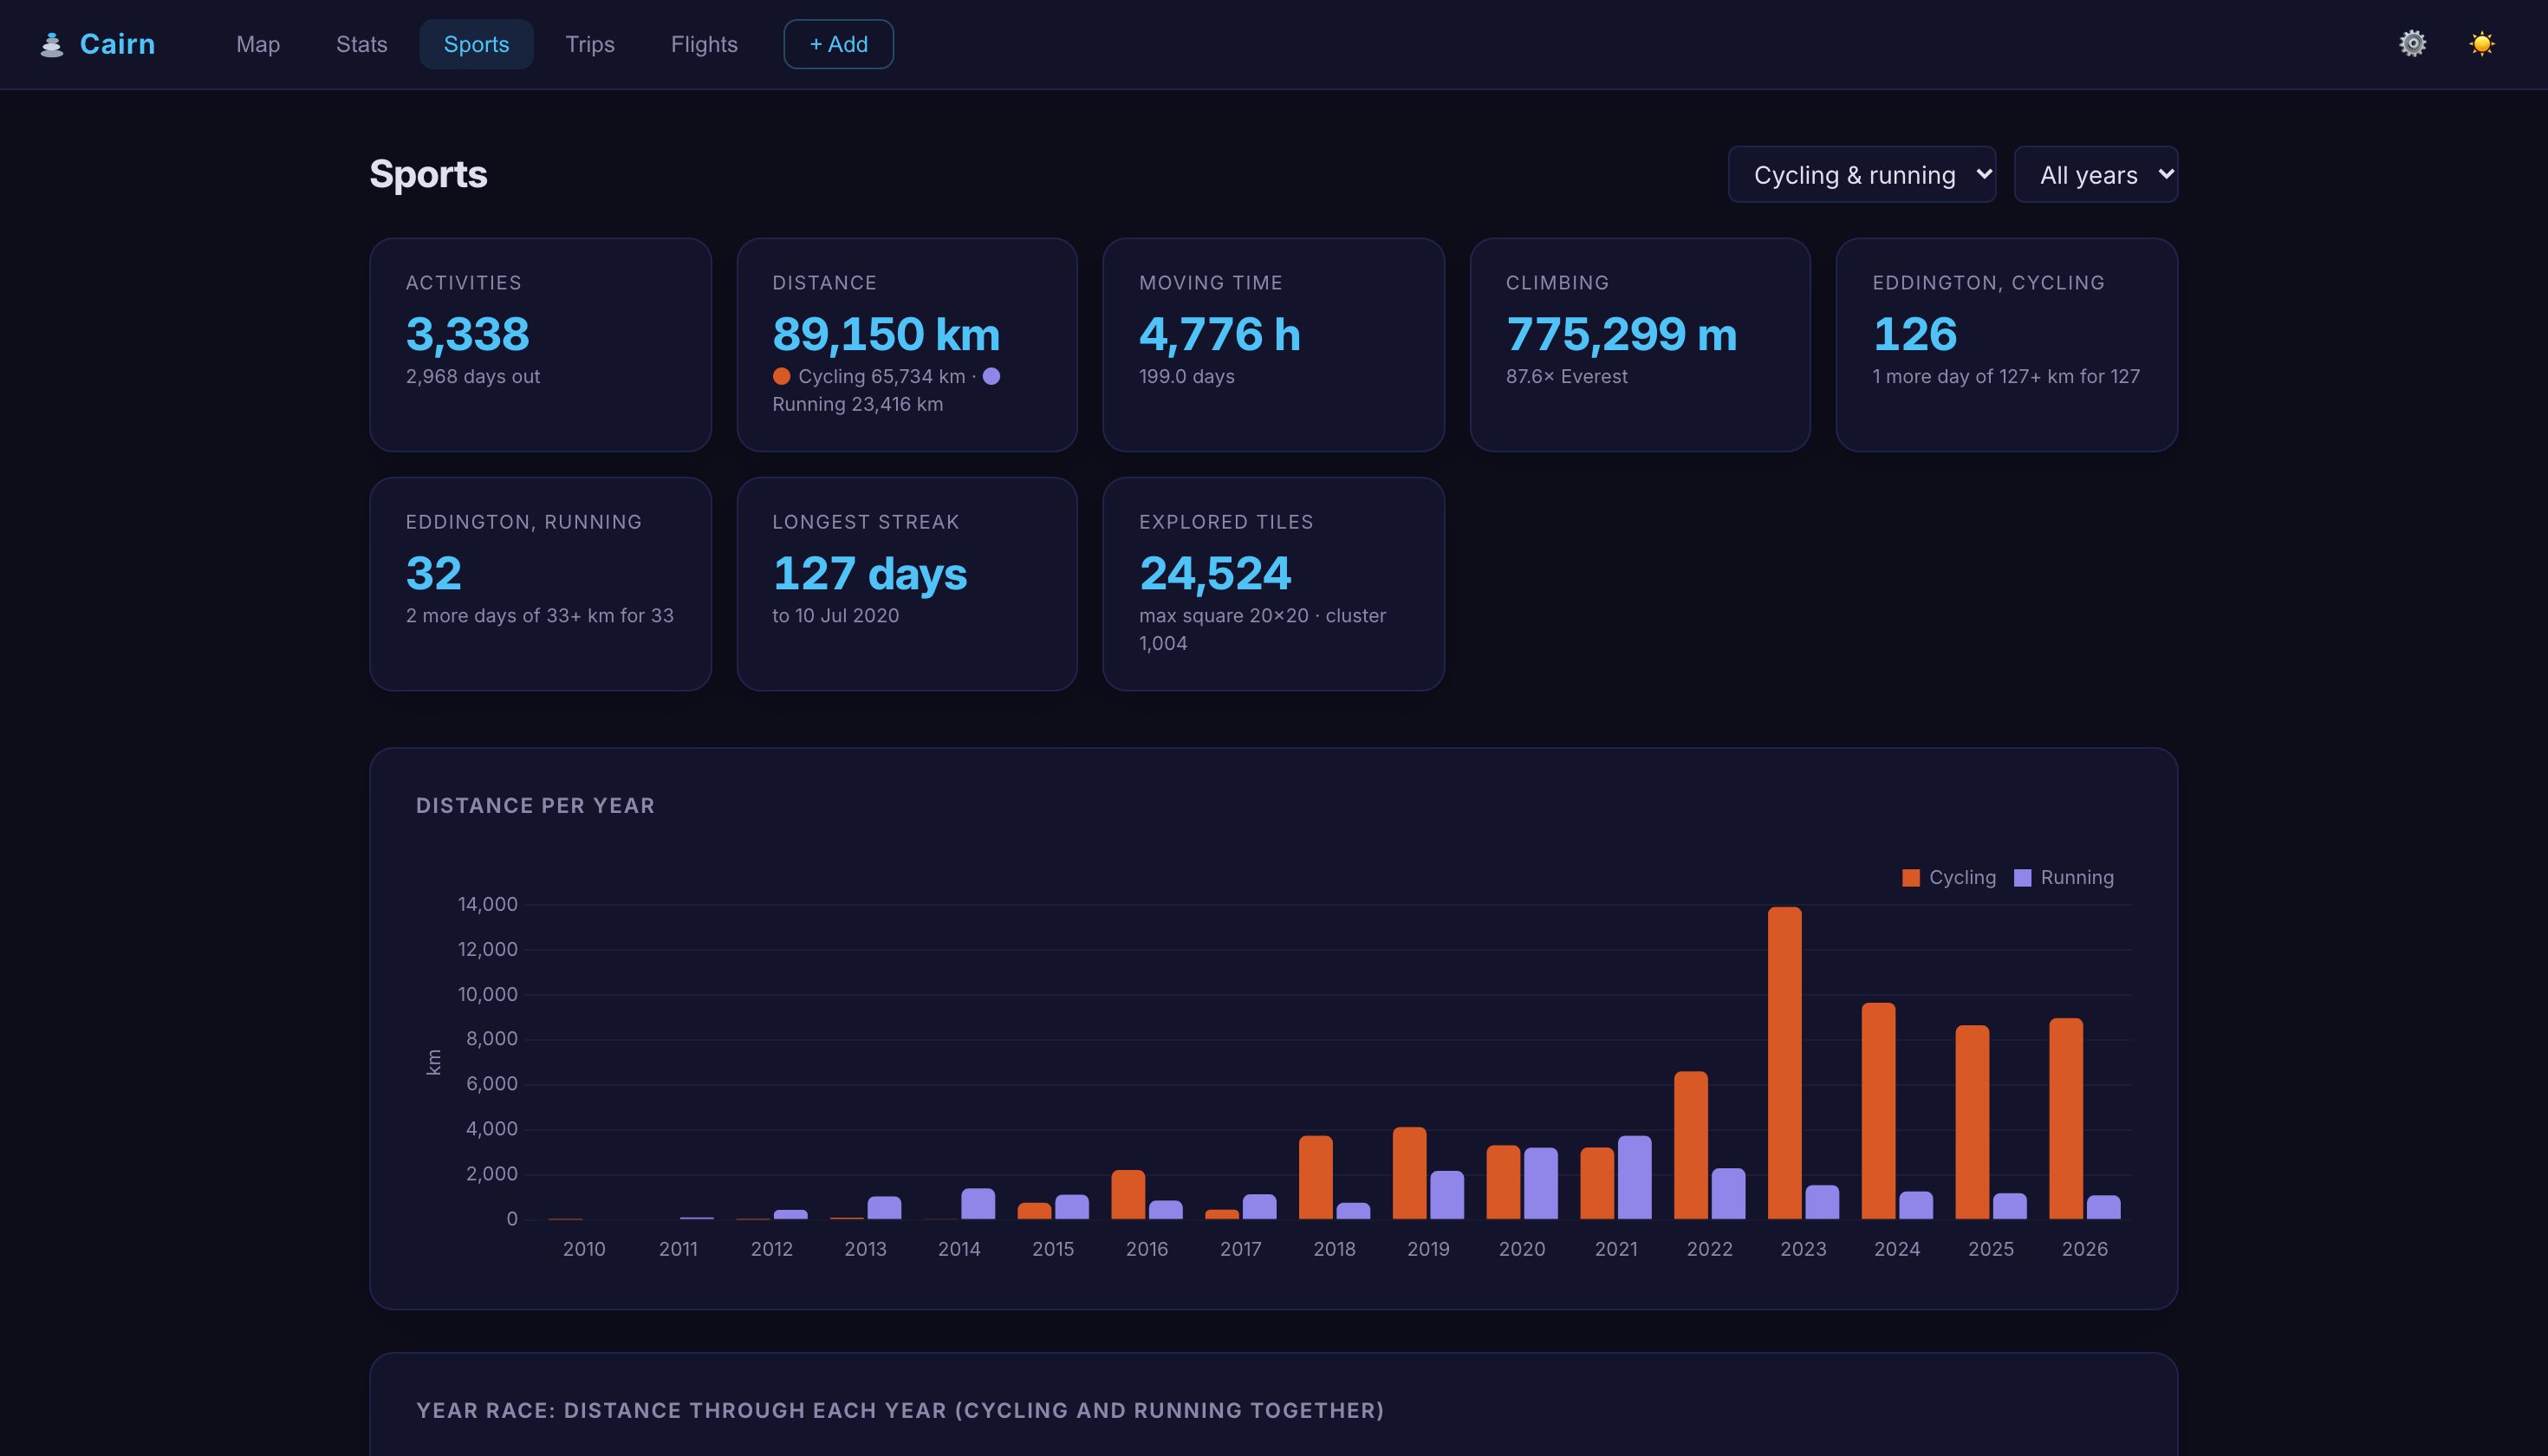 Cairn
Map
Stats
Sports
Trips
Flights
+ Add
Sports
Cycling & running
All years
ACTIVITIES
3,338
2,968 days out
DISTANCE
89,150 km
Cycling 65,734 km ·
Running 23,416 km
MOVING TIME
4,776 h
199.0 days
CLIMBING
775,299 m
87.6× Everest
EDDINGTON, CYCLING
126
1 more day of 127+ km for 127
EDDINGTON, RUNNING
32
2 more days of 33+ km for 33
LONGEST STREAK
127 days
to 10 Jul 2020
EXPLORED TILES
24,524
max square 20×20 · cluster
1,004
DISTANCE PER YEAR
Cycling
Running
14,000
12,000
10,000
8,000
6,000
4,000
2,000
0
km
2010
2011
2012
2013
2014
2015
2016
2017
2018
2019
2020
2021
2022
2023
2024
2025
2026
YEAR RACE: DISTANCE THROUGH EACH YEAR (CYCLING AND RUNNING TOGETHER)